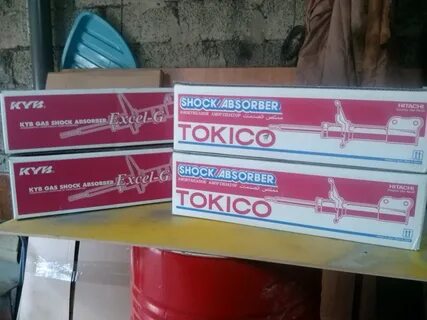 KYB
KYB GAS SHOCK ABSORBER Excel-G
KYB
KYB GAS SHOCK ABSORBER Excel-G
SHOCK ABSORBER
HITACHI
TOKICO
SHOCK ABSORBER
HITACHI
TOKICO